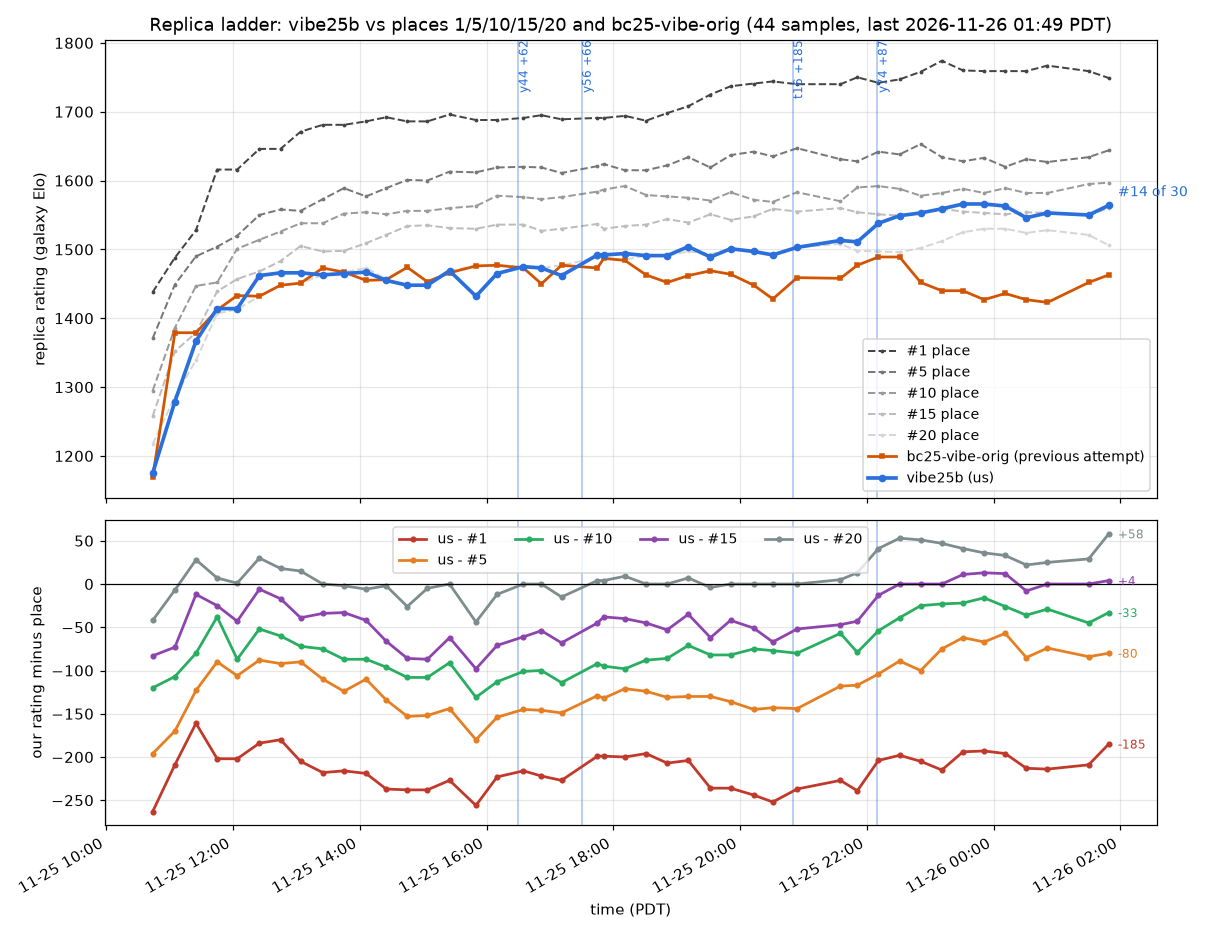 Replica ladder: vibe25b vs places 1/5/10/15/20 and bc25-vibe-orig (44 samples, last 2026-11-26 01:49 PDT)
1800
1700
1600
1500
1400
1300
1200
replica rating (galaxy Elo)
y44 +62
y56 +66
t16 +185
#14 of 30
#1 place
#5 place
#10 place
#15 place
#20 place
bc25-vibe-orig (previous attempt)
vibe25b (us)
50
0
−50
−100
−150
−200
−250
our rating minus place
us - #1
us - #5
us - #10
us - #15
us - #20
+58
+4
-33
-80
-185
11-25 10:00
11-25 12:00
11-25 14:00
11-25 16:00
11-25 18:00
11-25 20:00
11-25 22:00
11-26 00:00
11-26 02:00
time (PDT)